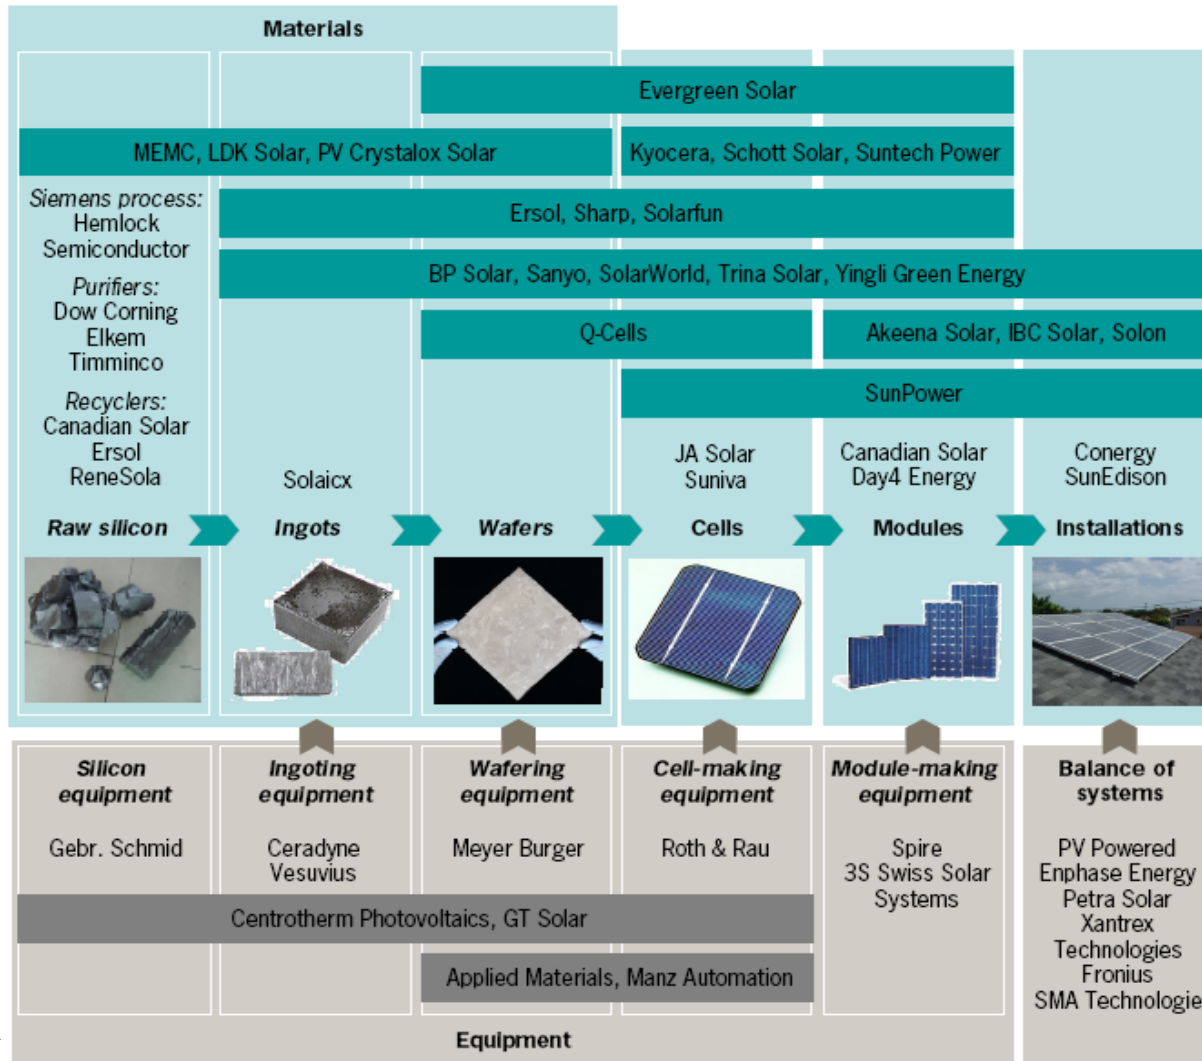 Materials
Evergreen Solar
MEMC, LDK Solar, PV Crystalox Solar
Kyocera, Schott Solar, Suntech Power
Siemens process:
Hemlock
Semiconductor
Ersol, Sharp, Solarfun
BP Solar, Sanyo, SolarWorld, Trina Solar, Yingli Green Energy
Purifiers:
Dow Corning
Elkem
Timminco
Q-Cells
Akeena Solar, IBC Solar, Solon
SunPower
Recyclers:
Canadian Solar
Ersol
ReneSola
Solaicx
JA Solar
Suniva
Canadian Solar
Day4 Energy
Conergy
SunEdison
Raw silicon
Ingots
Wafers
Cells
Modules
Installations
Silicon
equipment
Gebr. Schmid
Ingoting
equipment
Ceradyne
Vesuvius
Wafering
equipment
Meyer Burger
Cell-making
equipment
Roth & Rau
Module-making
equipment
Spire
3S Swiss Solar
Systems
Balance of
systems
PV Powered
Enphase Energy
Petra Solar
Xantrex
Technologies
Fronius
SMA Technologie
Centrotherm Photovoltaics, GT Solar
Applied Materials, Manz Automation
Equipment